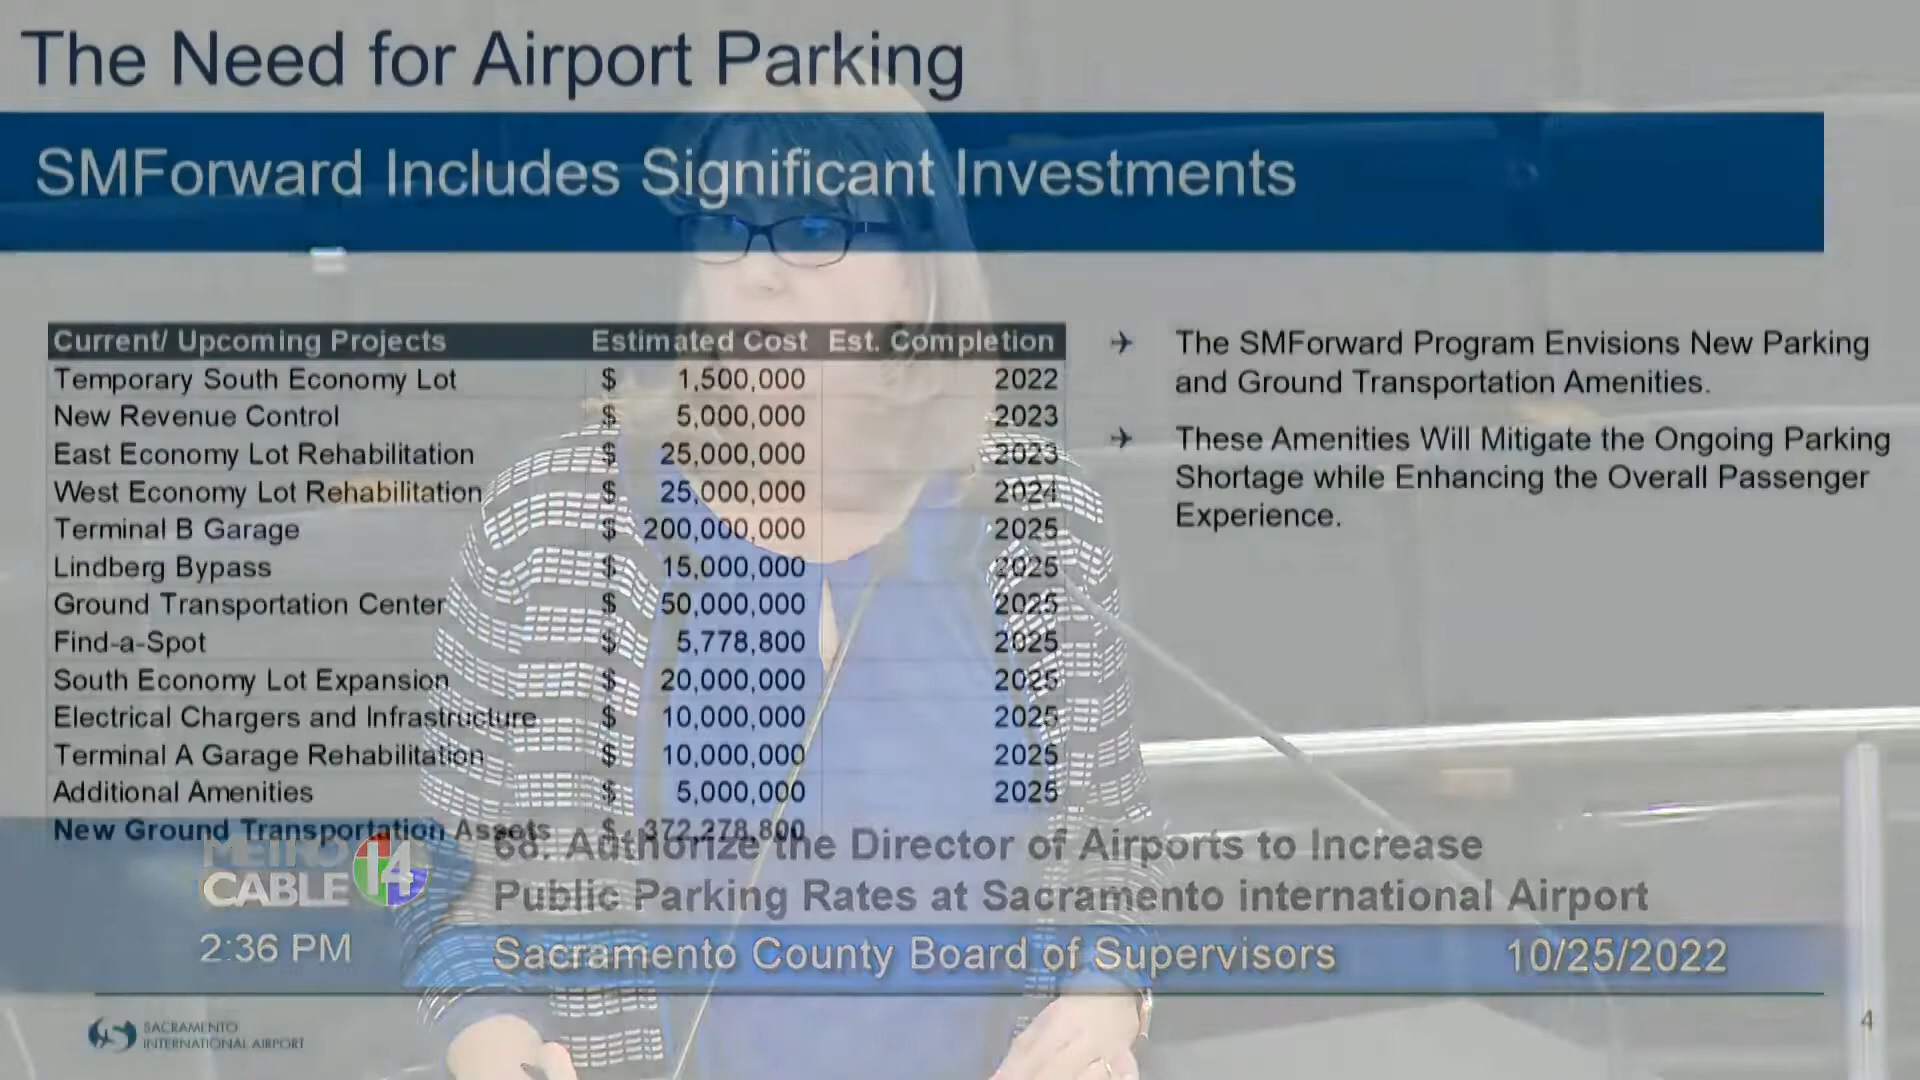 The Need for Airport Parking
SMForward Includes Significant Investments
Current/ Upcoming Projects Estimated Cost Est. Completion
Temporary South Economy Lot $ 1,500,000 2022
New Revenue Control $ 5,000,000 2023
East Economy Lot Rehabilitation $ 25,000,000 2023
West Economy Lot Rehabilitation $ 25,000,000 2024
Terminal B Garage $ 200,000,000 2025
Lindberg Bypass $ 15,000,000 2025
Ground Transportation Center $ 50,000,000 2025
Find-a-Spot $ 5,778,800 2025
South Economy Lot Expansion $ 20,000,000 2025
Electrical Chargers and Infrastructure $ 10,000,000 2025
Terminal A Garage Rehabilitation $ 10,000,000 2025
Additional Amenities $ 5,000,000 2025
New Ground Transportation Assets $ 372,278,800
The SMForward Program Envisions New Parking
and Ground Transportation Amenities.
These Amenities Will Mitigate the Ongoing Parking
Shortage while Enhancing the Overall Passenger
Experience.
METRO
CABLE 14
2:36 PM
68. Authorize the Director of Airports to Increase
Public Parking Rates at Sacramento international Airport
Sacramento County Board of Supervisors 10/25/2022
SACRAMENTO
INTERNATIONAL AIRPORT
4